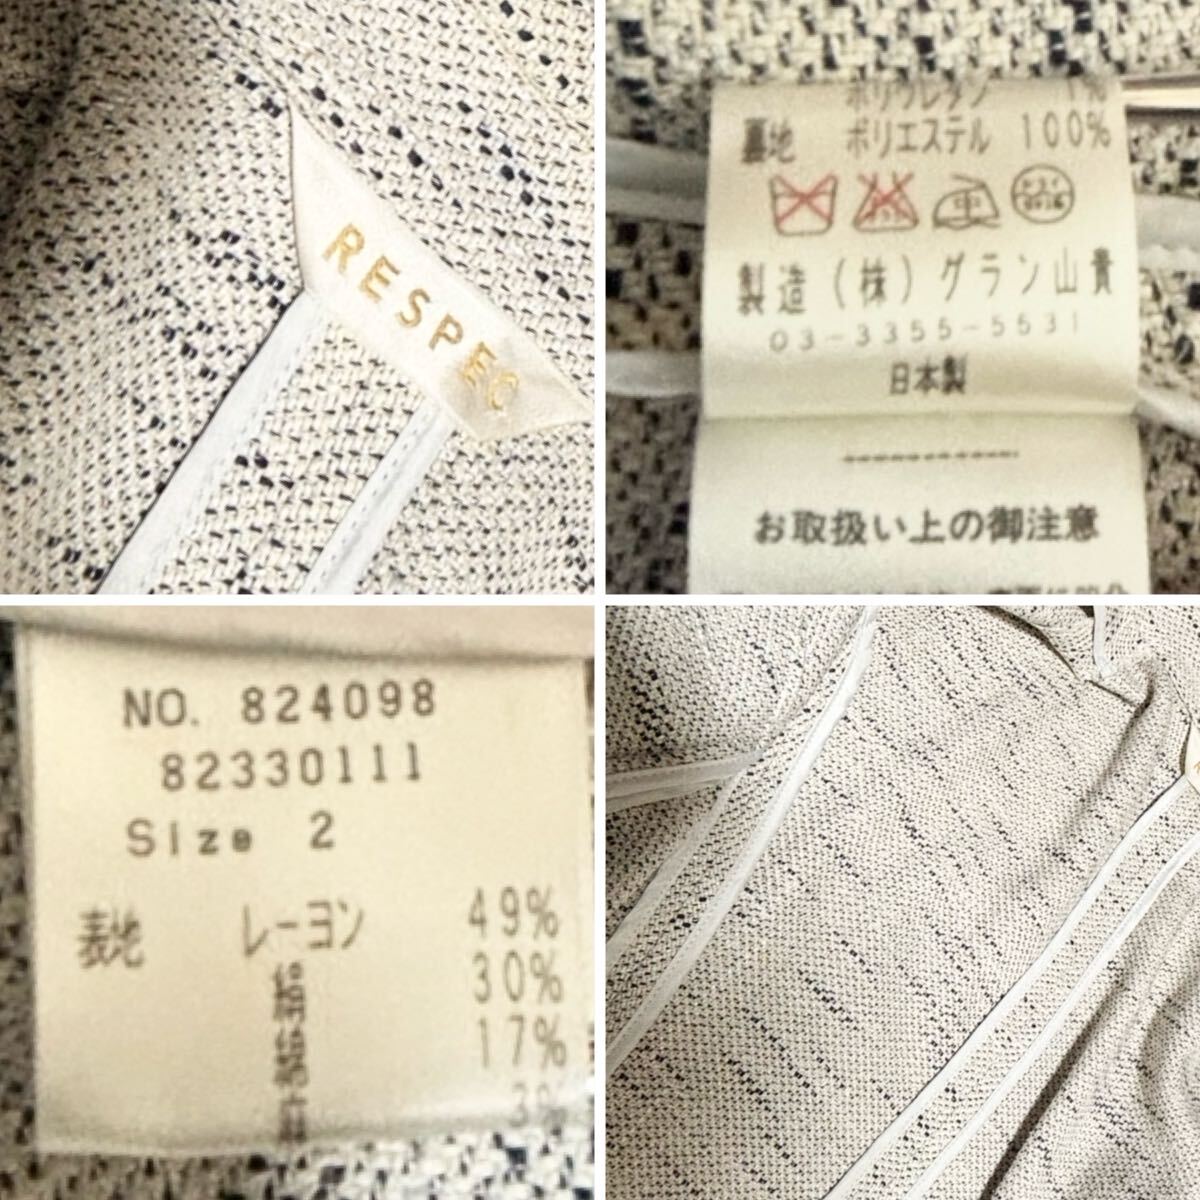 RESPEC
ポリウレタン 1%
裏地 ポリエステル 100%
中
製造 (株) グラン山貴
03-3355-5531
日本製
お取扱い上の御注意
NO. 824098
82330111
Size 2
表地 レーヨン 49%
30%
17%
3%